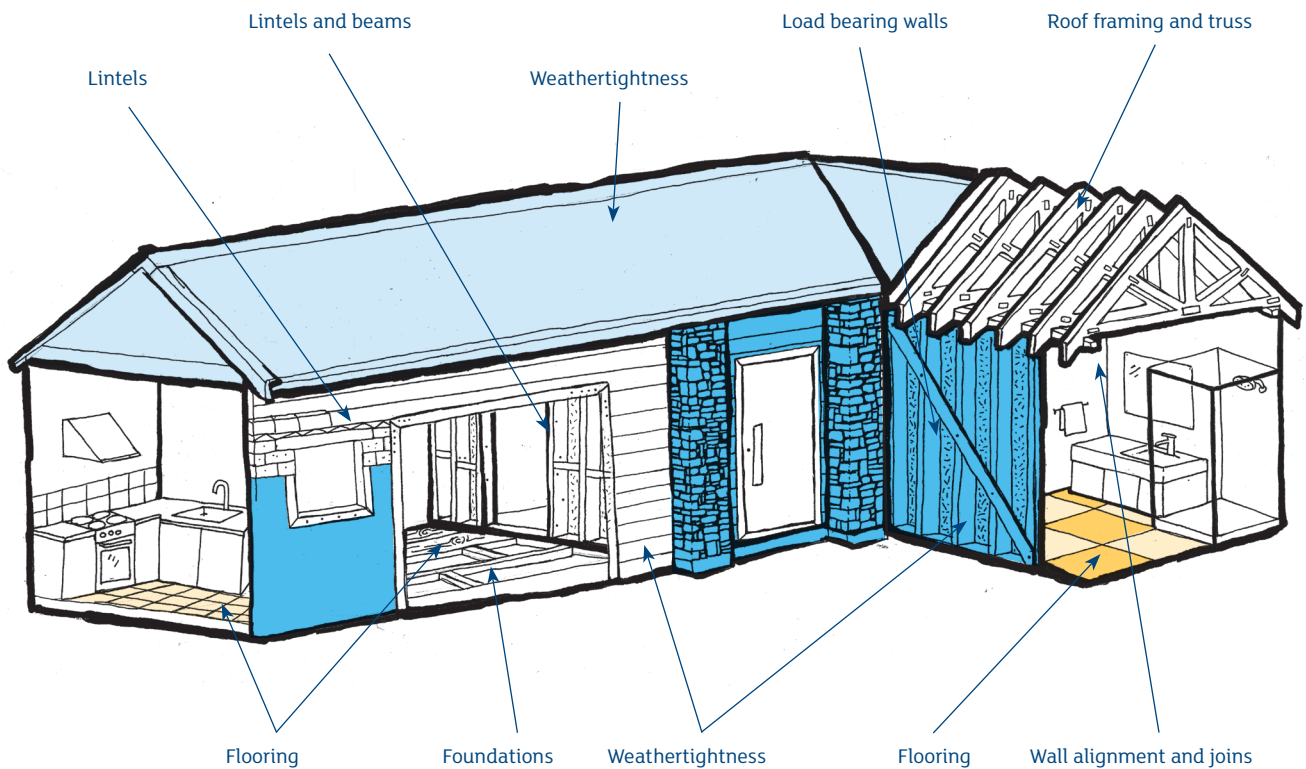 Lintels and beams
Load bearing walls
Roof framing and truss
Lintels
Weathertightness
Flooring
Foundations
Weathertightness
Flooring
Wall alignment and joins